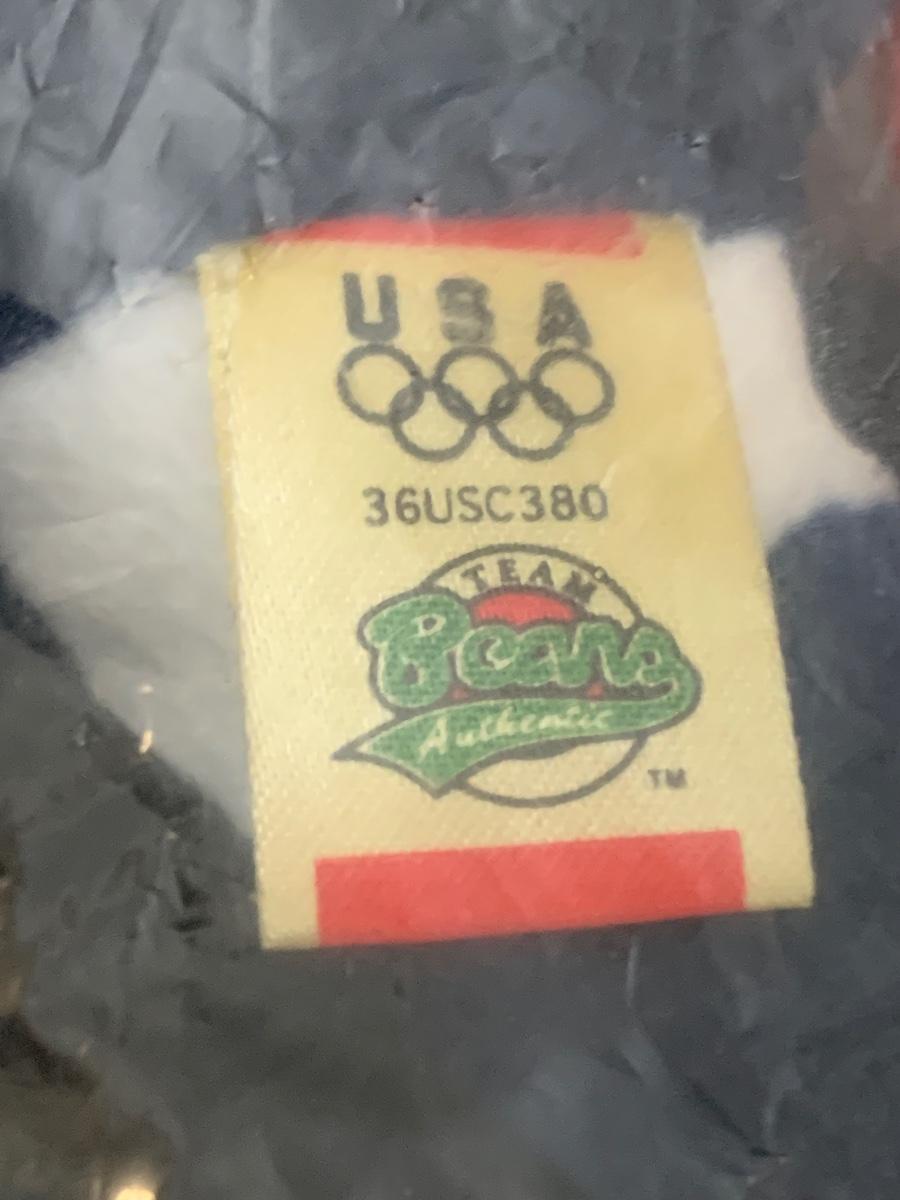 USA
36USC380
TEAM
Beans
Authentic
TM